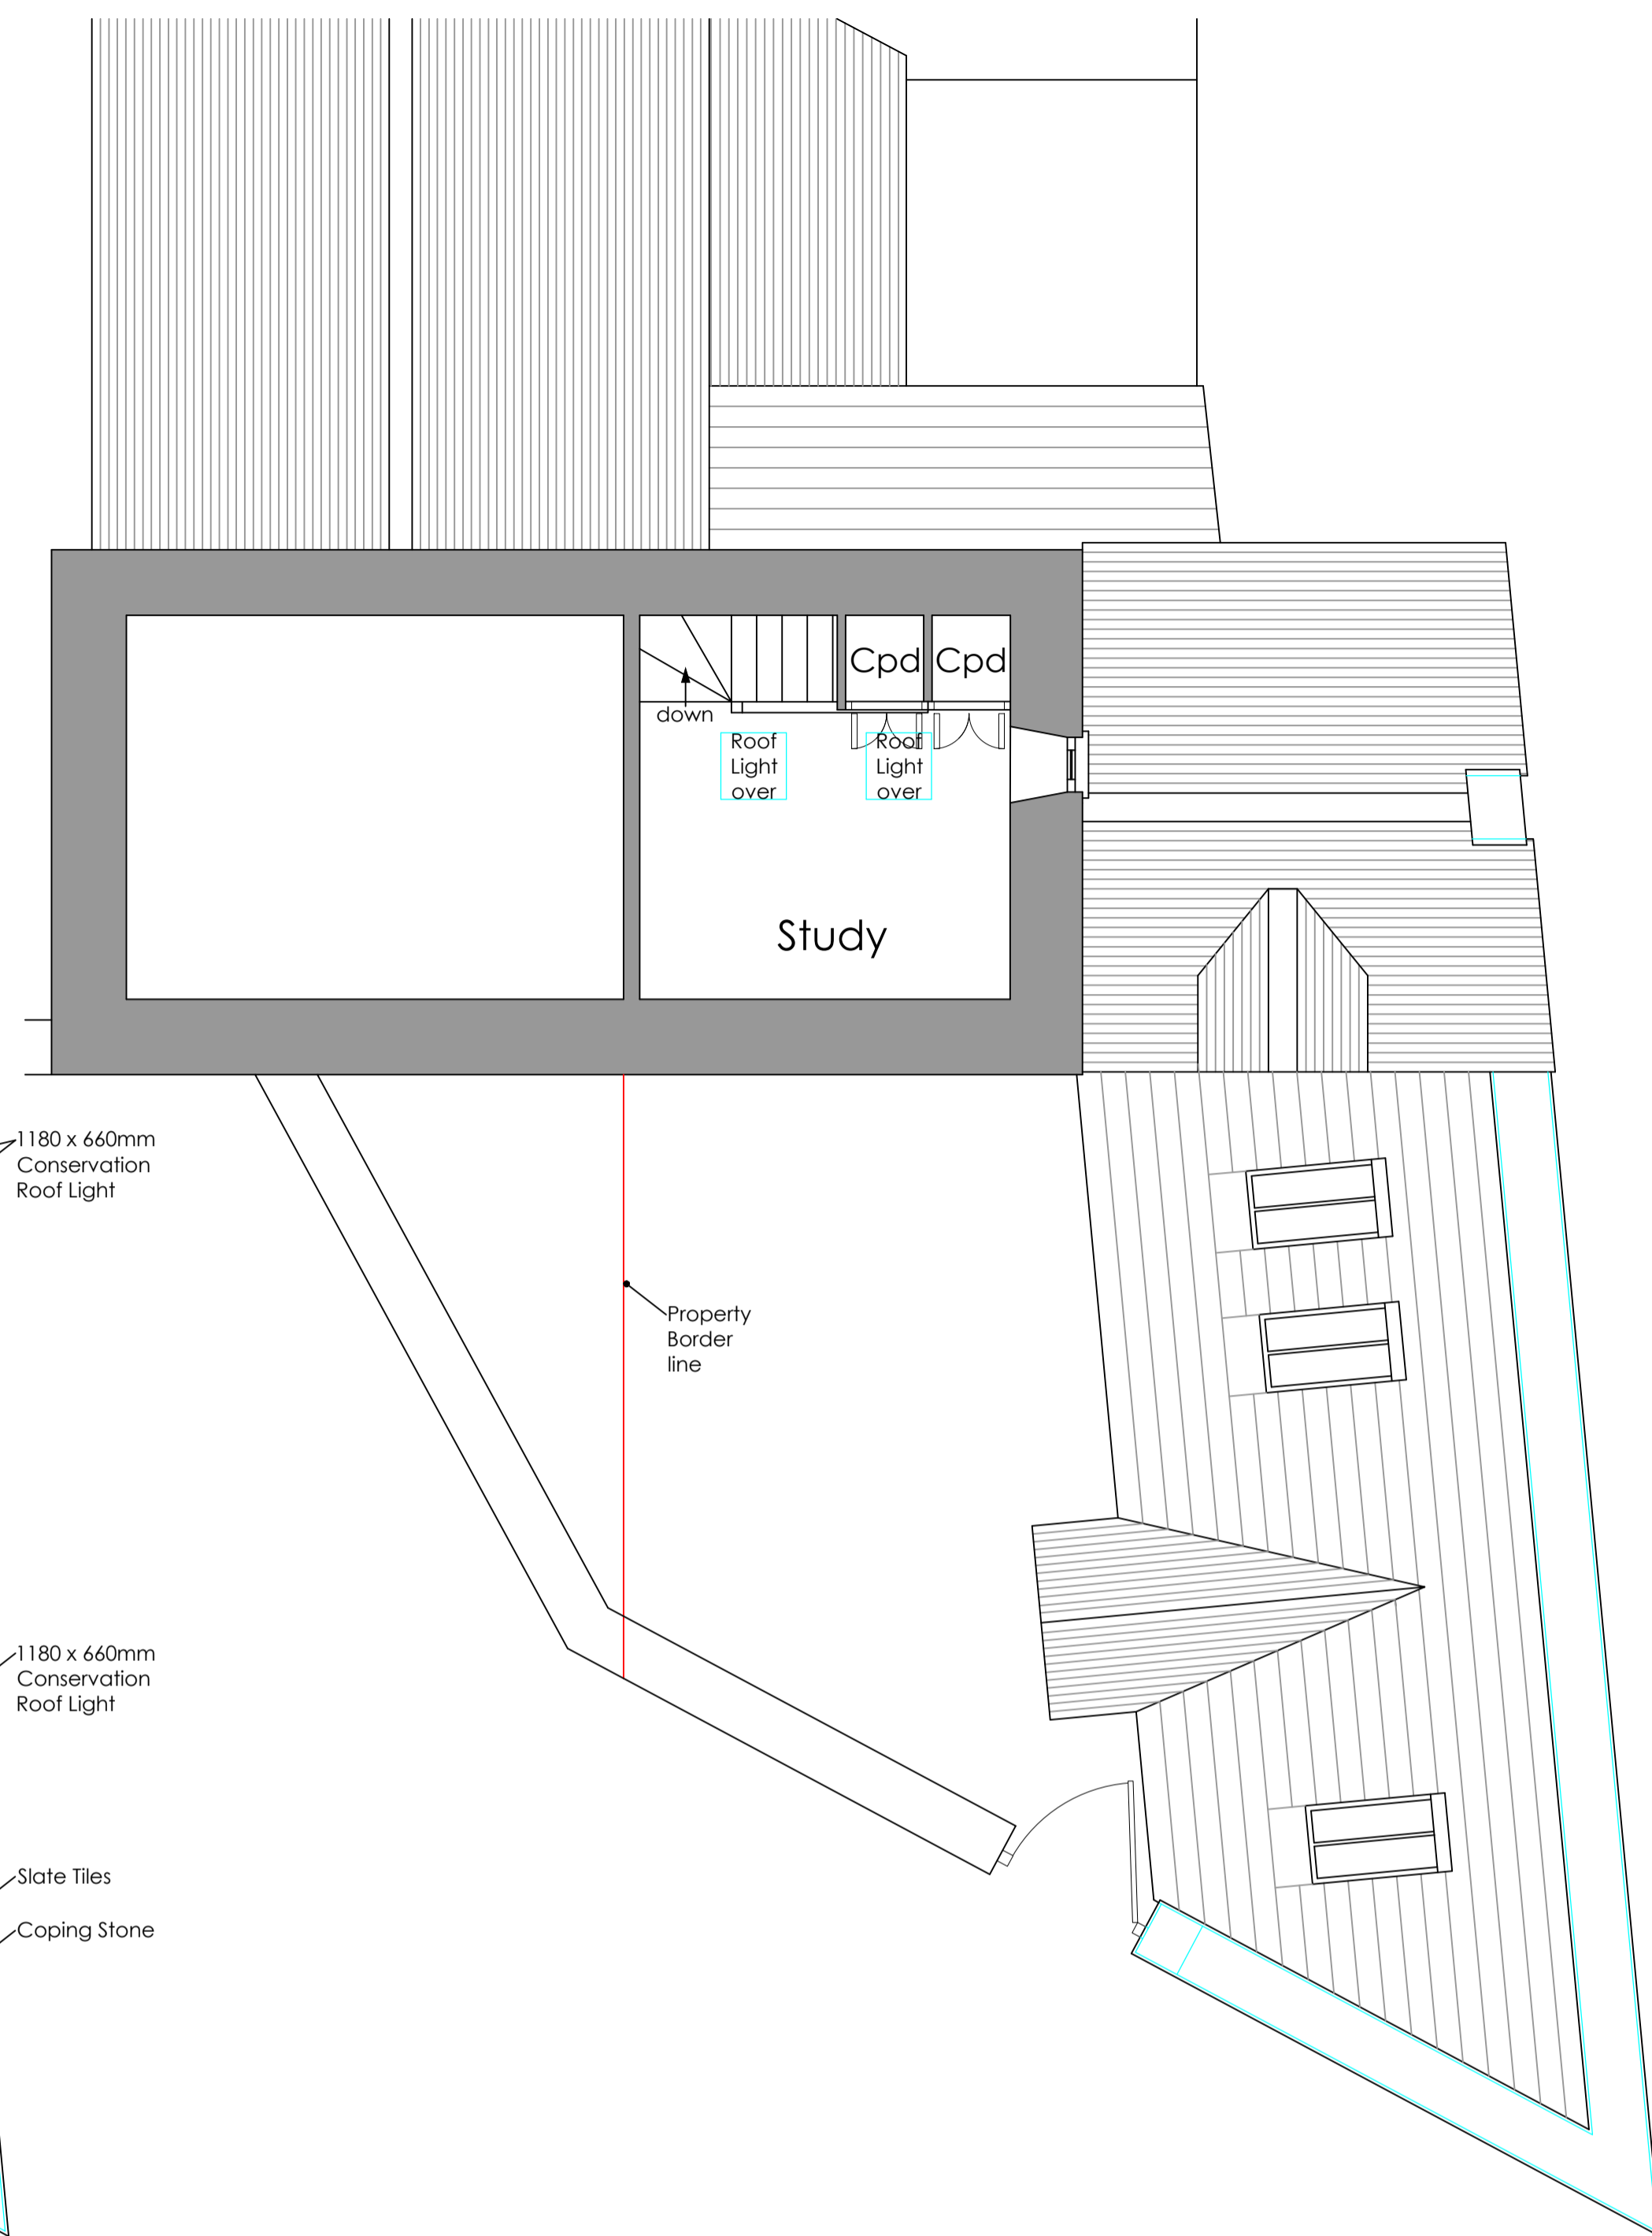 Cpd Cpd
down
Roof
Light
over
Roof
Light
over
Study
1180 x 660mm
Conservation
Roof Light
Property
Border
line
1180 x 660mm
Conservation
Roof Light
Slate Tiles
Coping Stone